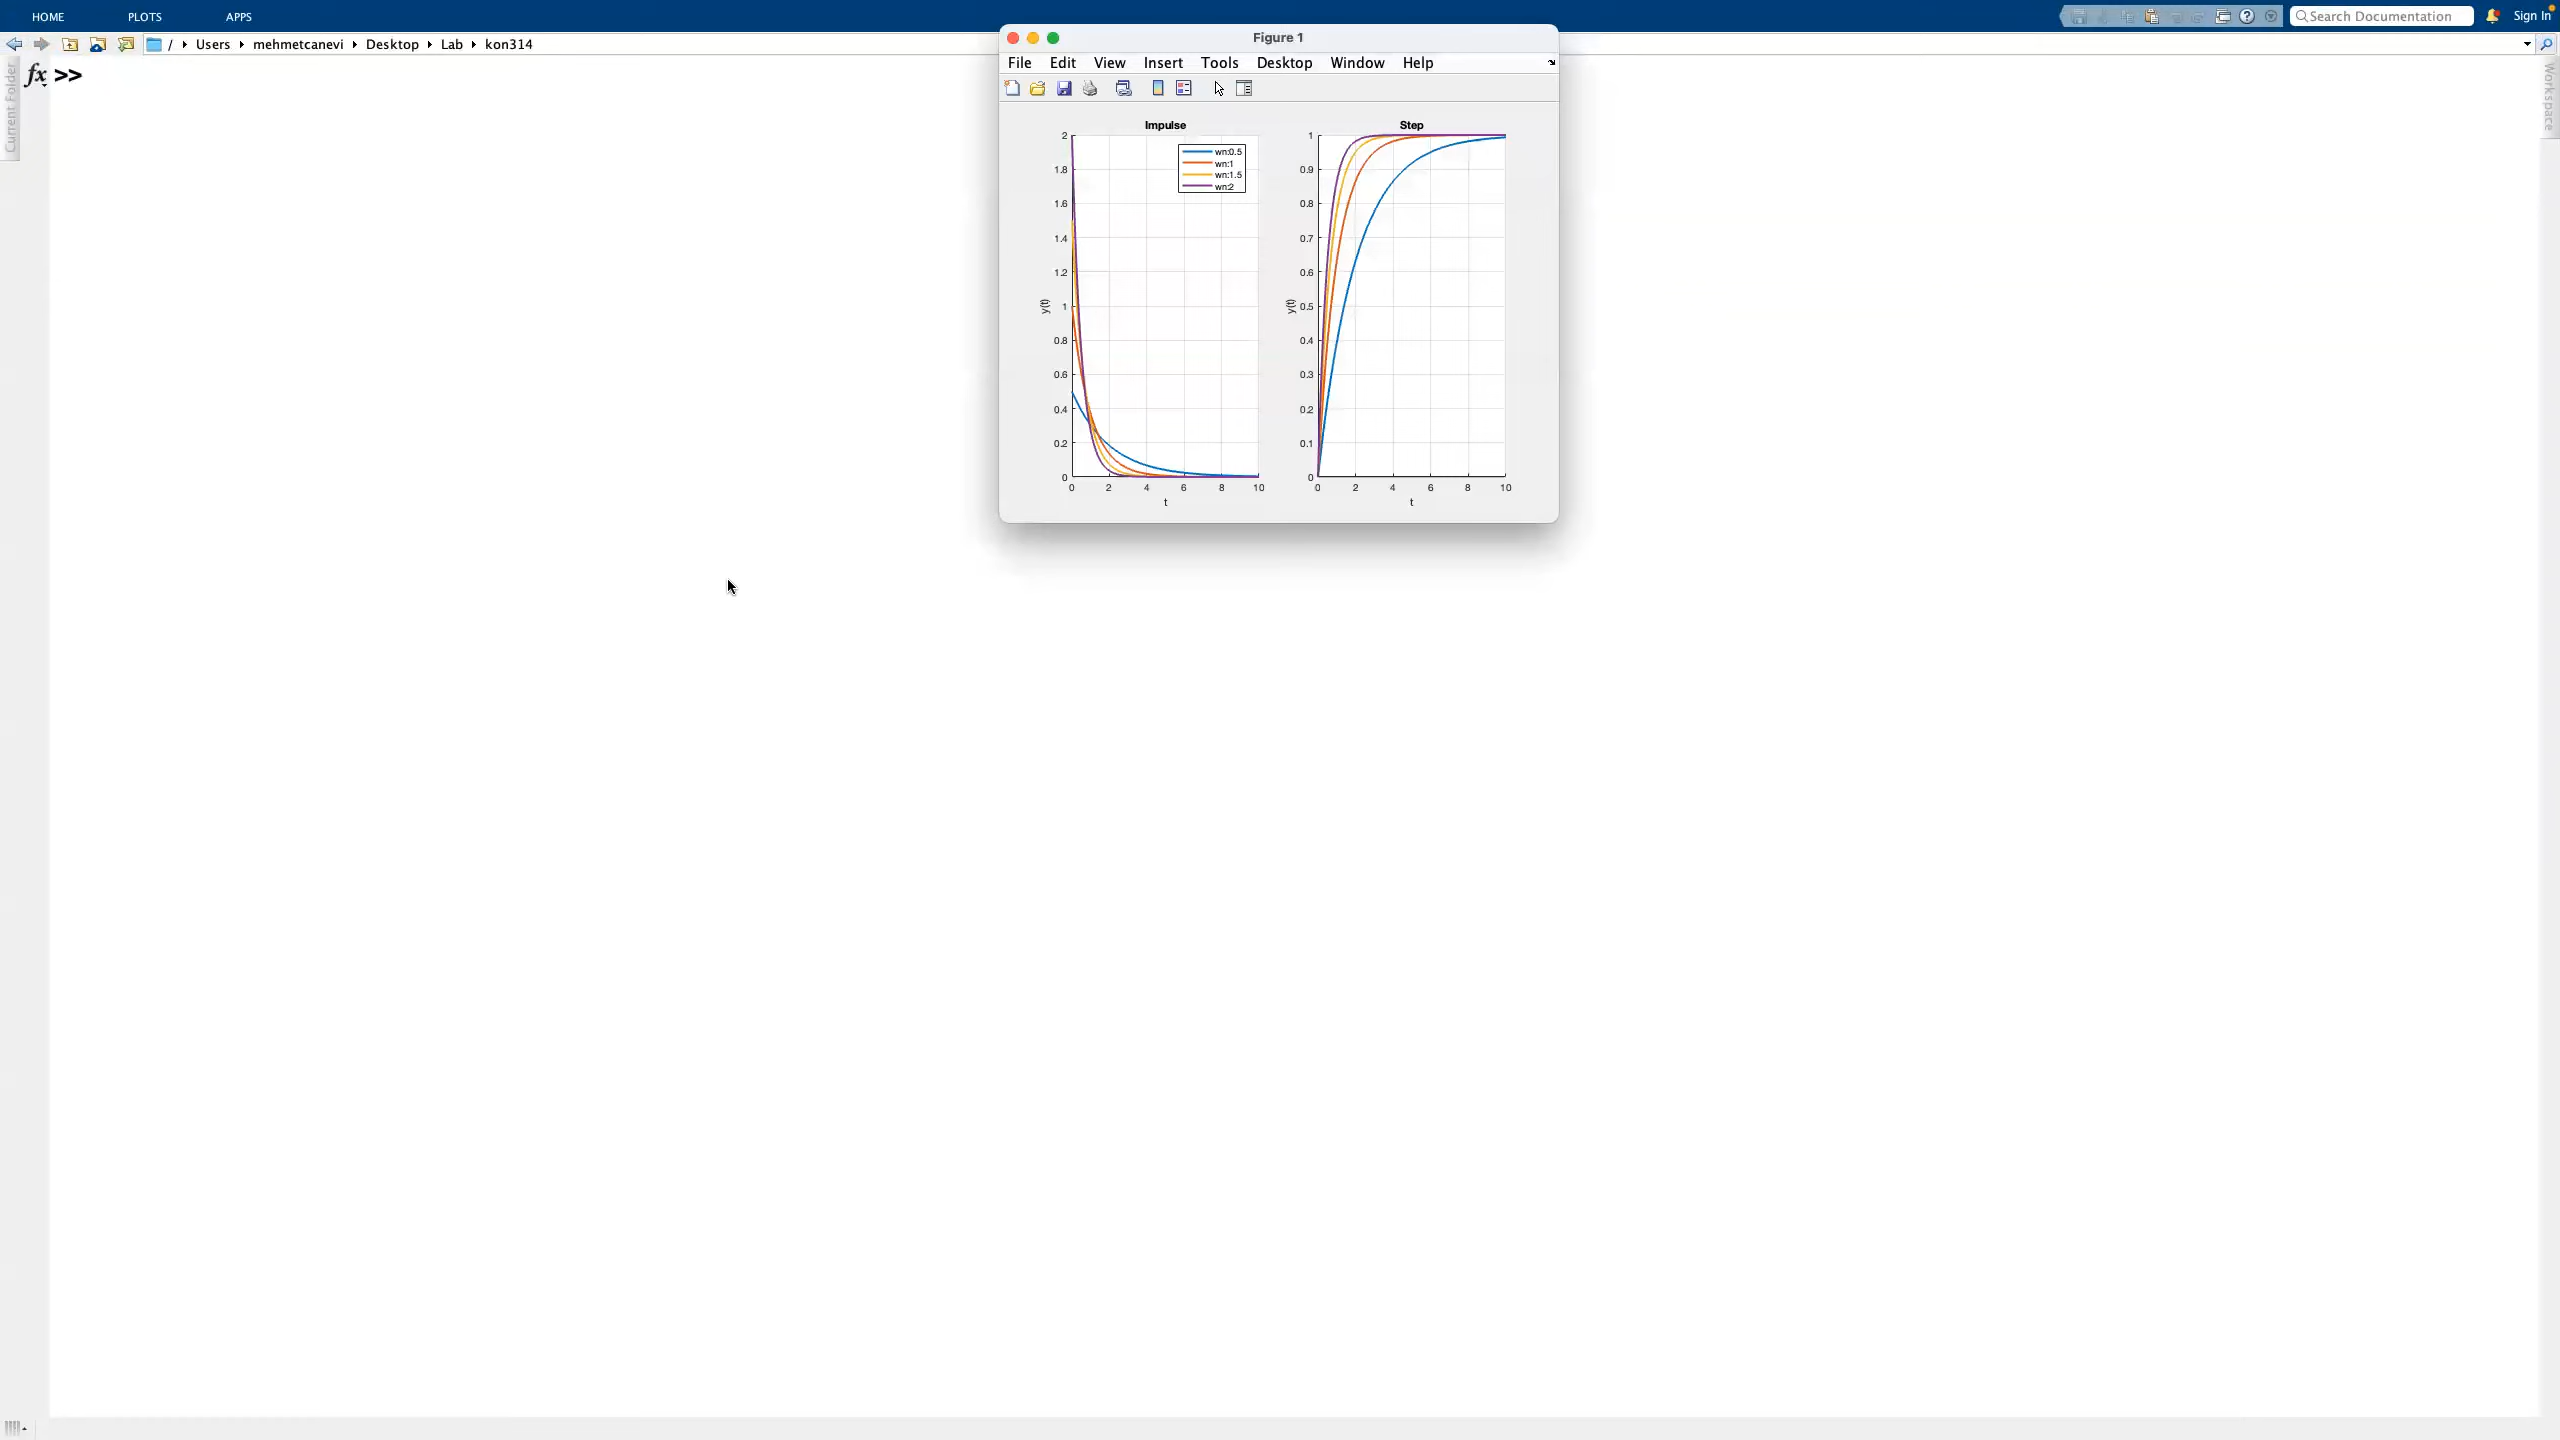 HOME PLOTS APPS
Search Documentation Sign In
/ Users mehmetcanevi Desktop Lab kon314
Current Folder
fx >>
Workspace
Figure 1
File Edit View Insert Tools Desktop Window Help
Impulse
2
1.8
1.6
1.4
1.2
1
0.8
0.6
0.4
0.2
0
y(t)
0 2 4 6 8 10
t
wn:0.5
wn:1
wn:1.5
wn:2
Step
1
0.9
0.8
0.7
0.6
0.5
0.4
0.3
0.2
0.1
0
y(t)
0 2 4 6 8 10
t